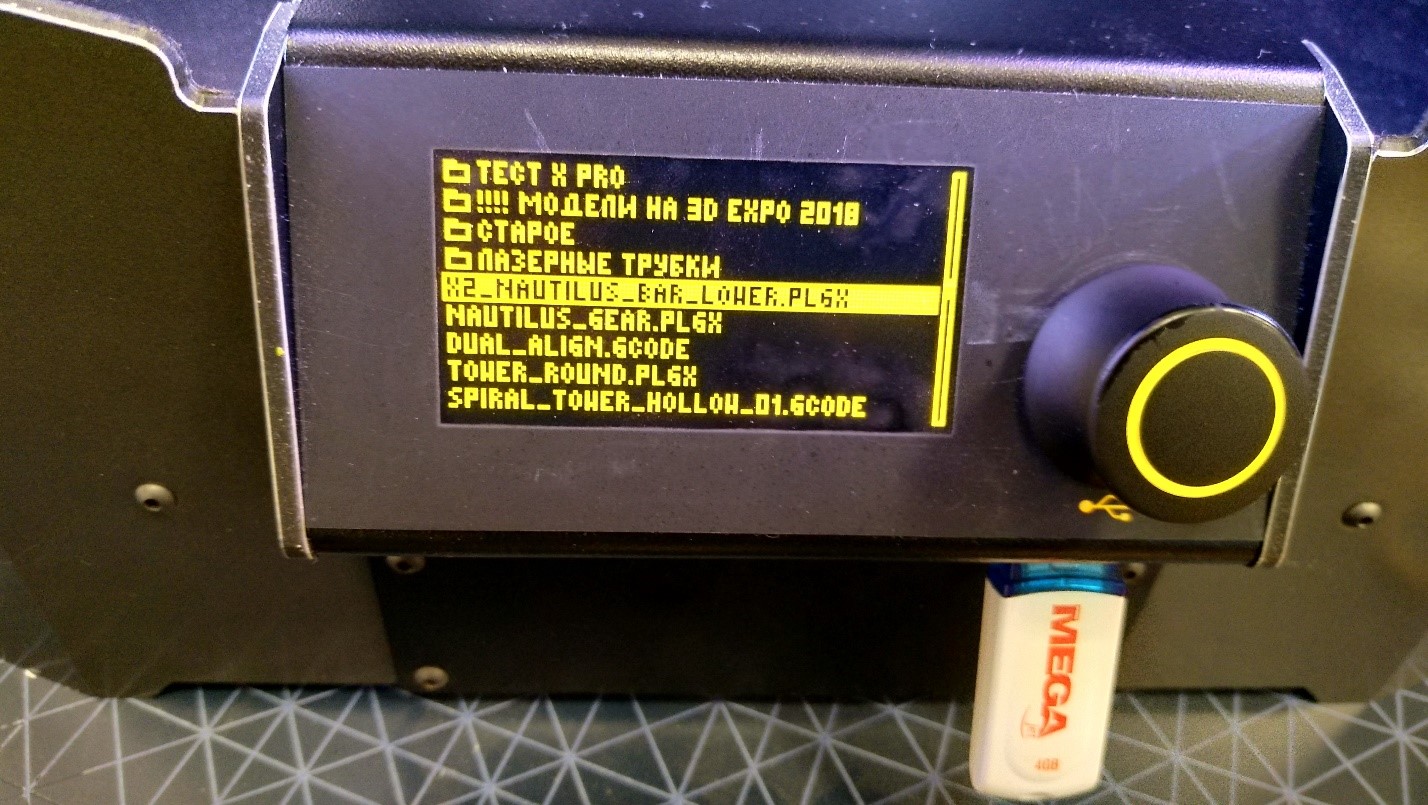 ТЕСТ X PRO
!!!! МОДЕЛИ НА 3D EXPO 2018
СТАРОЕ
ЛАЗЕРНЫЕ ТРУБКИ
X2_NAUTILUS_BAR_LOWER.PLGX
NAUTILUS_GEAR.PLGX
DUAL_ALIGN.GCODE
TOWER_ROUND.PLGX
SPIRAL_TOWER_HOLLOW_01.GCODE
MEGA
jet
4GB